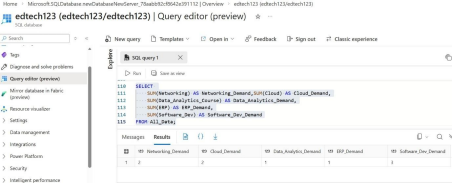 Home > Microsoft.SQLDatabase.newDatabaseNewServer_78abb92cf6640e391112 | Overview > edtech123 (edtech123/edtech123)
edtech123 (edtech123/edtech123) | Query editor (preview)
SQL database
Search
Tags
Diagnose and solve problems
Query editor (preview)
Mirror database in Fabric (preview)
Resource visualizer
Settings
Data management
Integrations
Power Platform
Security
Intelligent performance
New query
Templates
Open in
Feedback
Sign out
Classic experience
Explore
SQL query 1
Run
Save as view
110 SELECT
111 SUM(Networking) AS Networking_Demand,SUM(Cloud) AS Cloud_Demand,
112 SUM(Data_Analytics_Course) AS Data_Analytics_Demand,
113 SUM(ERP) AS ERP_Demand,
114 SUM(Software_Dev) AS Software_Dev_Demand
115 FROM All_Data;
Messages Results
Networking_Demand Cloud_Demand Data_Analytics_Demand ERP_Demand Software_Dev_Demand
1 2 2 1 1 3